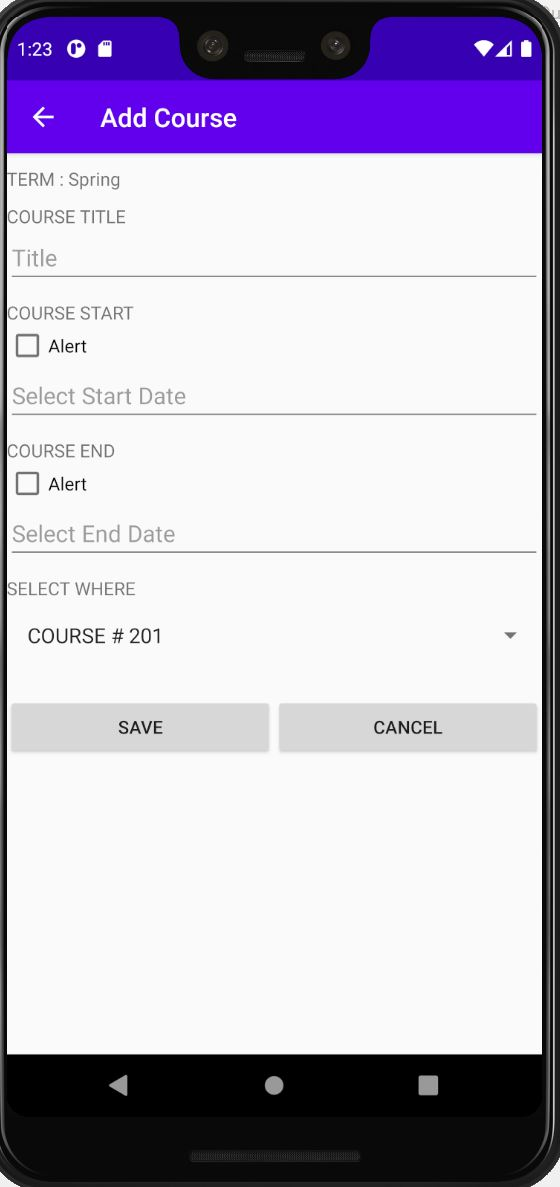 1:23
Add Course
TERM : Spring
COURSE TITLE
Title
COURSE START
Alert
Select Start Date
COURSE END
Alert
Select End Date
SELECT WHERE
COURSE # 201
SAVE CANCEL